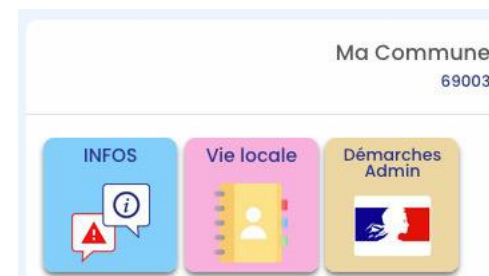 Ma Commune
69003
INFOS
Vie locale
Démarches
Admin